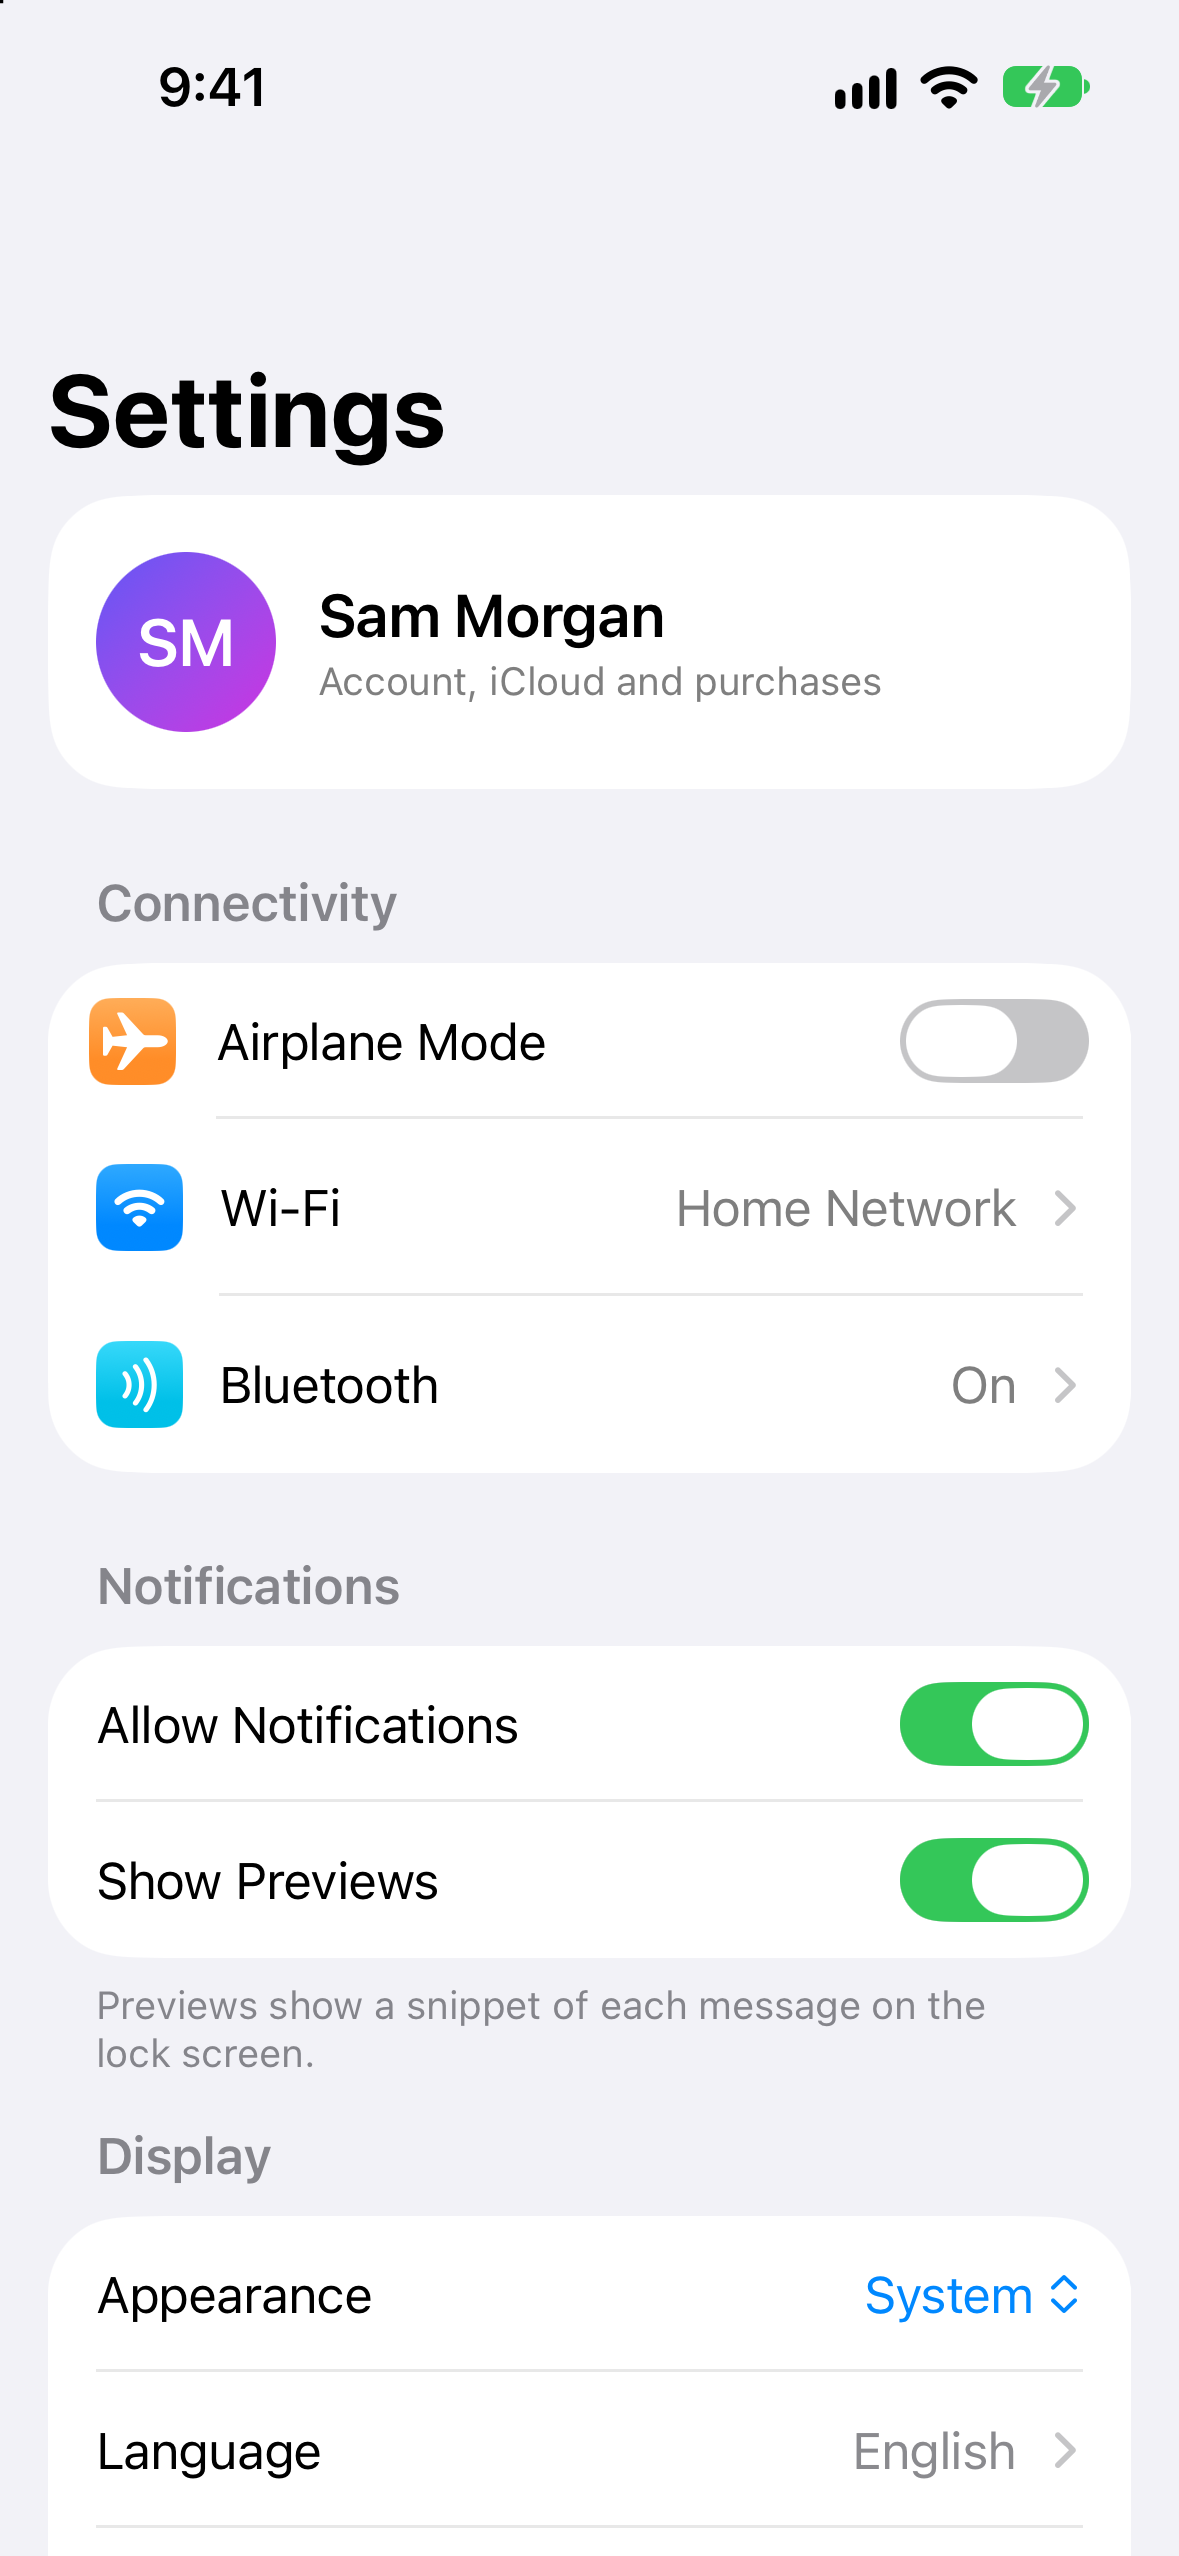 9:41
Settings
SM
Sam Morgan
Account, iCloud and purchases
Connectivity
Airplane Mode
Wi-Fi Home Network
Bluetooth On
Notifications
Allow Notifications
Show Previews
Previews show a snippet of each message on the
lock screen.
Display
Appearance System
Language English